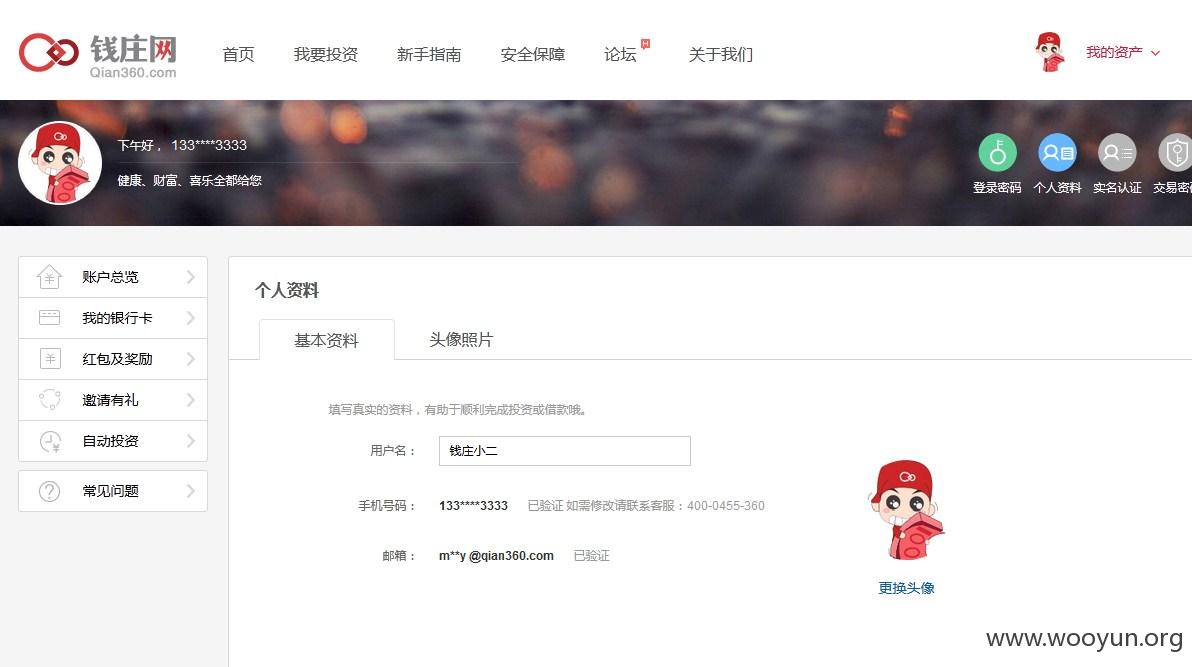 钱庄网
Qian360.com
首页 我要投资 新手指南 安全保障 论坛 H 关于我们
我的资产
下午好， 133****3333
健康、财富、喜乐全都给您
登录密码 个人资料 实名认证 交易密
账户总览
我的银行卡
红包及奖励
邀请有礼
自动投资
常见问题
个人资料
基本资料 头像照片
填写真实的资料，有助于顺利完成投资或借款哦。
用户名： 钱庄小二
手机号码： 133****3333 已验证 如需修改请联系客服：400-0455-360
邮箱： m**y @qian360.com 已验证
更换头像
www.wooyun.org